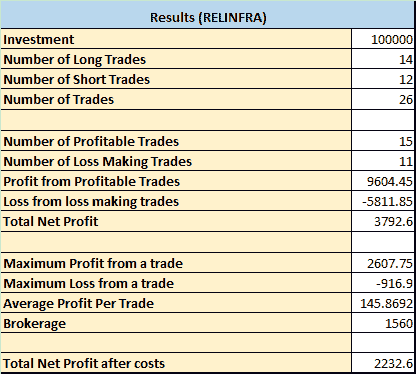 Results (RELINFRA)
Investment 100000
Number of Long Trades 14
Number of Short Trades 12
Number of Trades 26
Number of Profitable Trades 15
Number of Loss Making Trades 11
Profit from Profitable Trades 9604.45
Loss from loss making trades -5811.85
Total Net Profit 3792.6
Maximum Profit from a trade 2607.75
Maximum Loss from a trade -916.9
Average Profit Per Trade 145.8692
Brokerage 1560
Total Net Profit after costs 2232.6